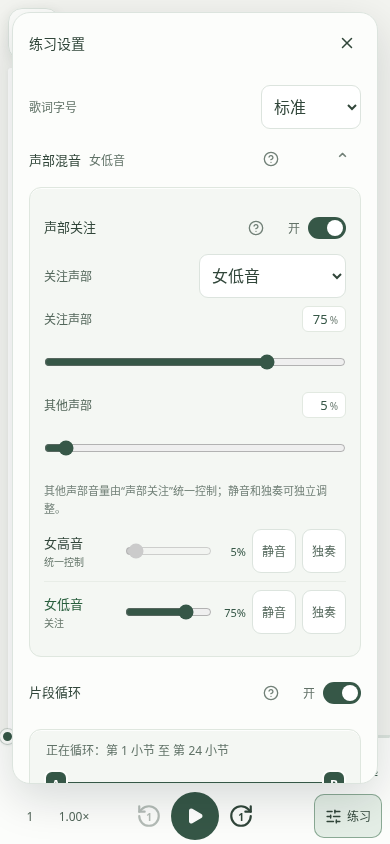 练习设置
歌词字号
标准
声部混音 女低音
声部关注
开
关注声部
女低音
关注声部
75 %
其他声部
5 %
其他声部音量由“声部关注”统一控制；静音和独奏可独立调
整。
女高音
统一控制
5%
静音
独奏
女低音
关注
75%
静音
独奏
片段循环
开
正在循环：第 1 小节 至 第 24 小节
1
1.00×
1
1
练习